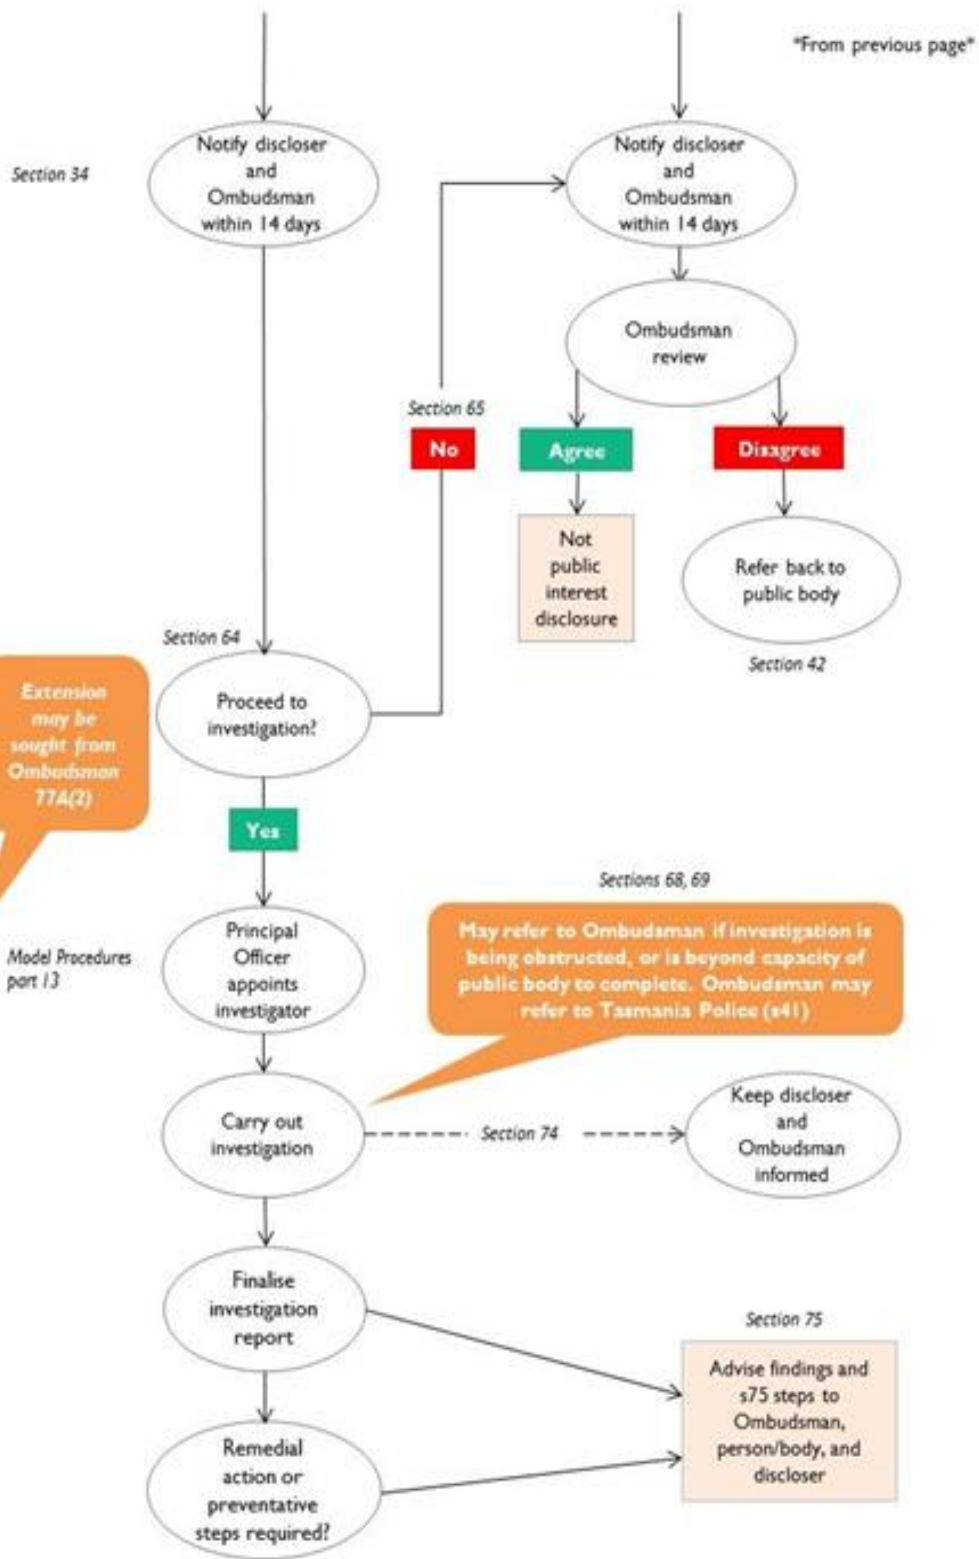 *From previous page*
Section 34
Notify discloser
and
Ombudsman
within 14 days
Notify discloser
and
Ombudsman
within 14 days
Ombudsman
review
Section 65
No
Agree
Disagree
Not
public
interest
disclosure
Refer back to
public body
Section 42
Section 64
Proceed to
investigation?
Extension
may be
sought from
Ombudsman
77A(2)
Yes
Sections 68, 69
May refer to Ombudsman if investigation is
being obstructed, or is beyond capacity of
public body to complete. Ombudsman may
refer to Tasmania Police (s41)
Model Procedures
part 13
Principal
Officer
appoints
investigator
Carry out
investigation
Section 74
Keep discloser
and
Ombudsman
informed
Finalise
investigation
report
Section 75
Advise findings and
s75 steps to
Ombudsman,
person/body, and
discloser
Remedial
action or
preventative
steps required?